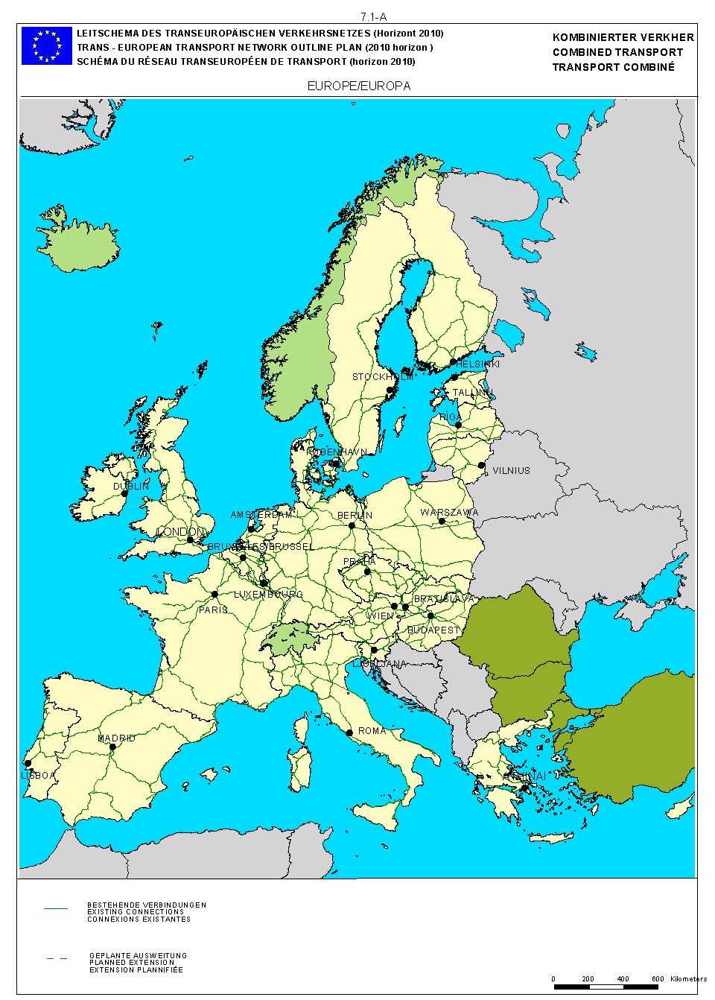 7.1-A
LEITSCHEMA DES TRANSEUROPÄISCHEN VERKEHRSNETZES (Horizont 2010)
TRANS - EUROPEAN TRANSPORT NETWORK OUTLINE PLAN (2010 horizon )
SCHÉMA DU RÉSEAU TRANSEUROPÉEN DE TRANSPORT (horizon 2010)
KOMBINIERTER VERKHER
COMBINED TRANSPORT
TRANSPORT COMBINÉ
EUROPE/EUROPA
HELSINKI
STOCKHOLM
TALLINN
RIGA
KOBENHAVN
VILNIUS
DUBLIN
AMSTERDAM
BERLIN
WARSZAWA
LONDON
BRUXELLES/BRUSSEL
PRAHA
LUXEMBOURG
BRATISLAVA
PARIS
WIEN
BUDAPEST
LJUBLJANA
ROMA
MADRID
LISBOA
ATHINAI
BESTEHENDE VERBINDUNGEN
EXISTING CONNECTIONS
CONNEXIONS EXISTANTES
GEPLANTE AUSWEITUNG
PLANNED EXTENSION
EXTENSION PLANNIFIÉE
0 200 400 600 Kilometers